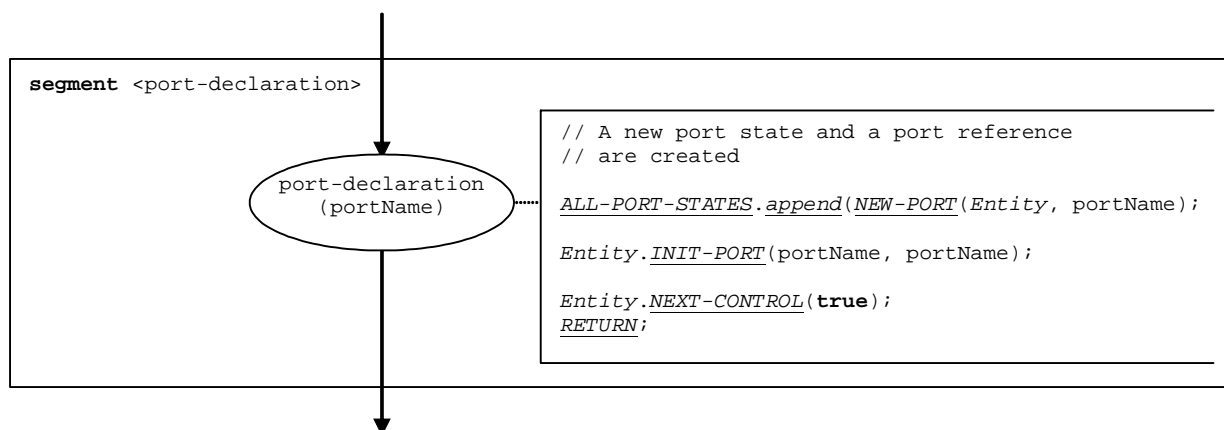 segment <port-declaration>
port-declaration
(portName)
// A new port state and a port reference
// are created
ALL-PORT-STATES.append(NEW-PORT(Entity, portName);
Entity.INIT-PORT(portName, portName);
Entity.NEXT-CONTROL(true);
RETURN;